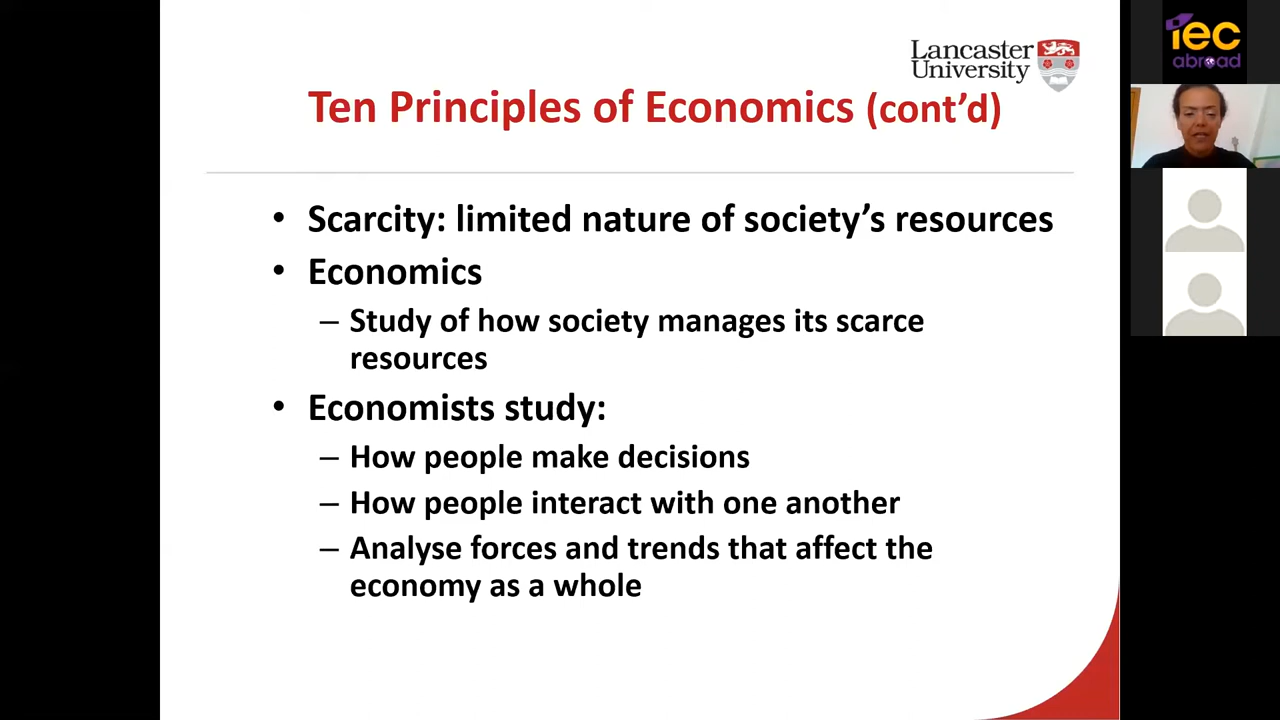 Lancaster
University
Ten Principles of Economics (cont’d)
• Scarcity: limited nature of society’s resources
• Economics
– Study of how society manages its scarce
resources
• Economists study:
– How people make decisions
– How people interact with one another
– Analyse forces and trends that affect the
economy as a whole
iec
abroad